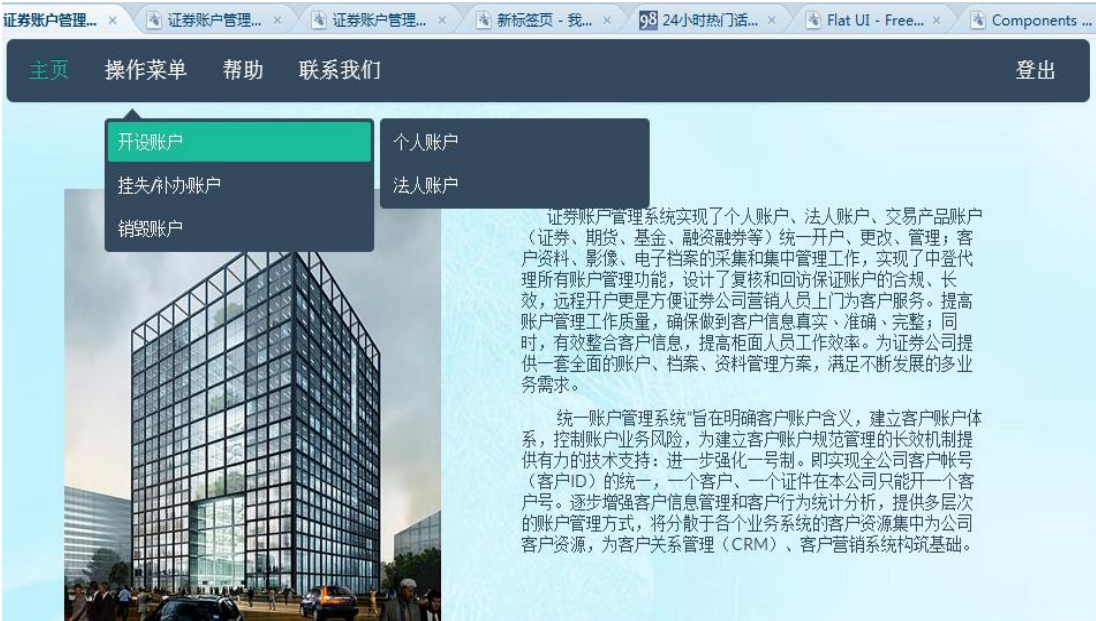 证券账户管理... × 证券账户管理... × 证券账户管理... × 新标签页 - 我... × 98 24小时热门话... × Flat UI - Free... × Components ...
主页 操作菜单 帮助 联系我们 登出
开设账户 个人账户
挂失/补办账户 法人账户
销毁账户
证券账户管理系统实现了个人账户、法人账户、交易产品账户
（证券、期货、基金、融资融券等）统一开户、更改、管理；客
户资料、影像、电子档案的采集和集中管理工作，实现了中登代
理所有账户管理功能，设计了复核和回访保证账户的合规、长
效，远程开户更是方便证券公司营销人员上门为客户服务。提高
账户管理工作质量，确保做到客户信息真实、准确、完整；同
时，有效整合客户信息，提高柜面人员工作效率。为证券公司提
供一套全面的账户、档案、资料管理方案，满足不断发展的多业
务需求。
统一账户管理系统"旨在明确客户账户含义，建立客户账户体
系，控制账户业务风险，为建立客户账户规范管理的长效机制提
供有力的技术支持：进一步强化一号制。即实现全公司客户帐号
（客户ID）的统一，一个客户、一个证件在本公司只能开一个客
户号。逐步增强客户信息管理和客户行为统计分析，提供多层次
的账户管理方式，将分散于各个业务系统的客户资源集中为公司
客户资源，为客户关系管理（CRM）、客户营销系统构筑基础。